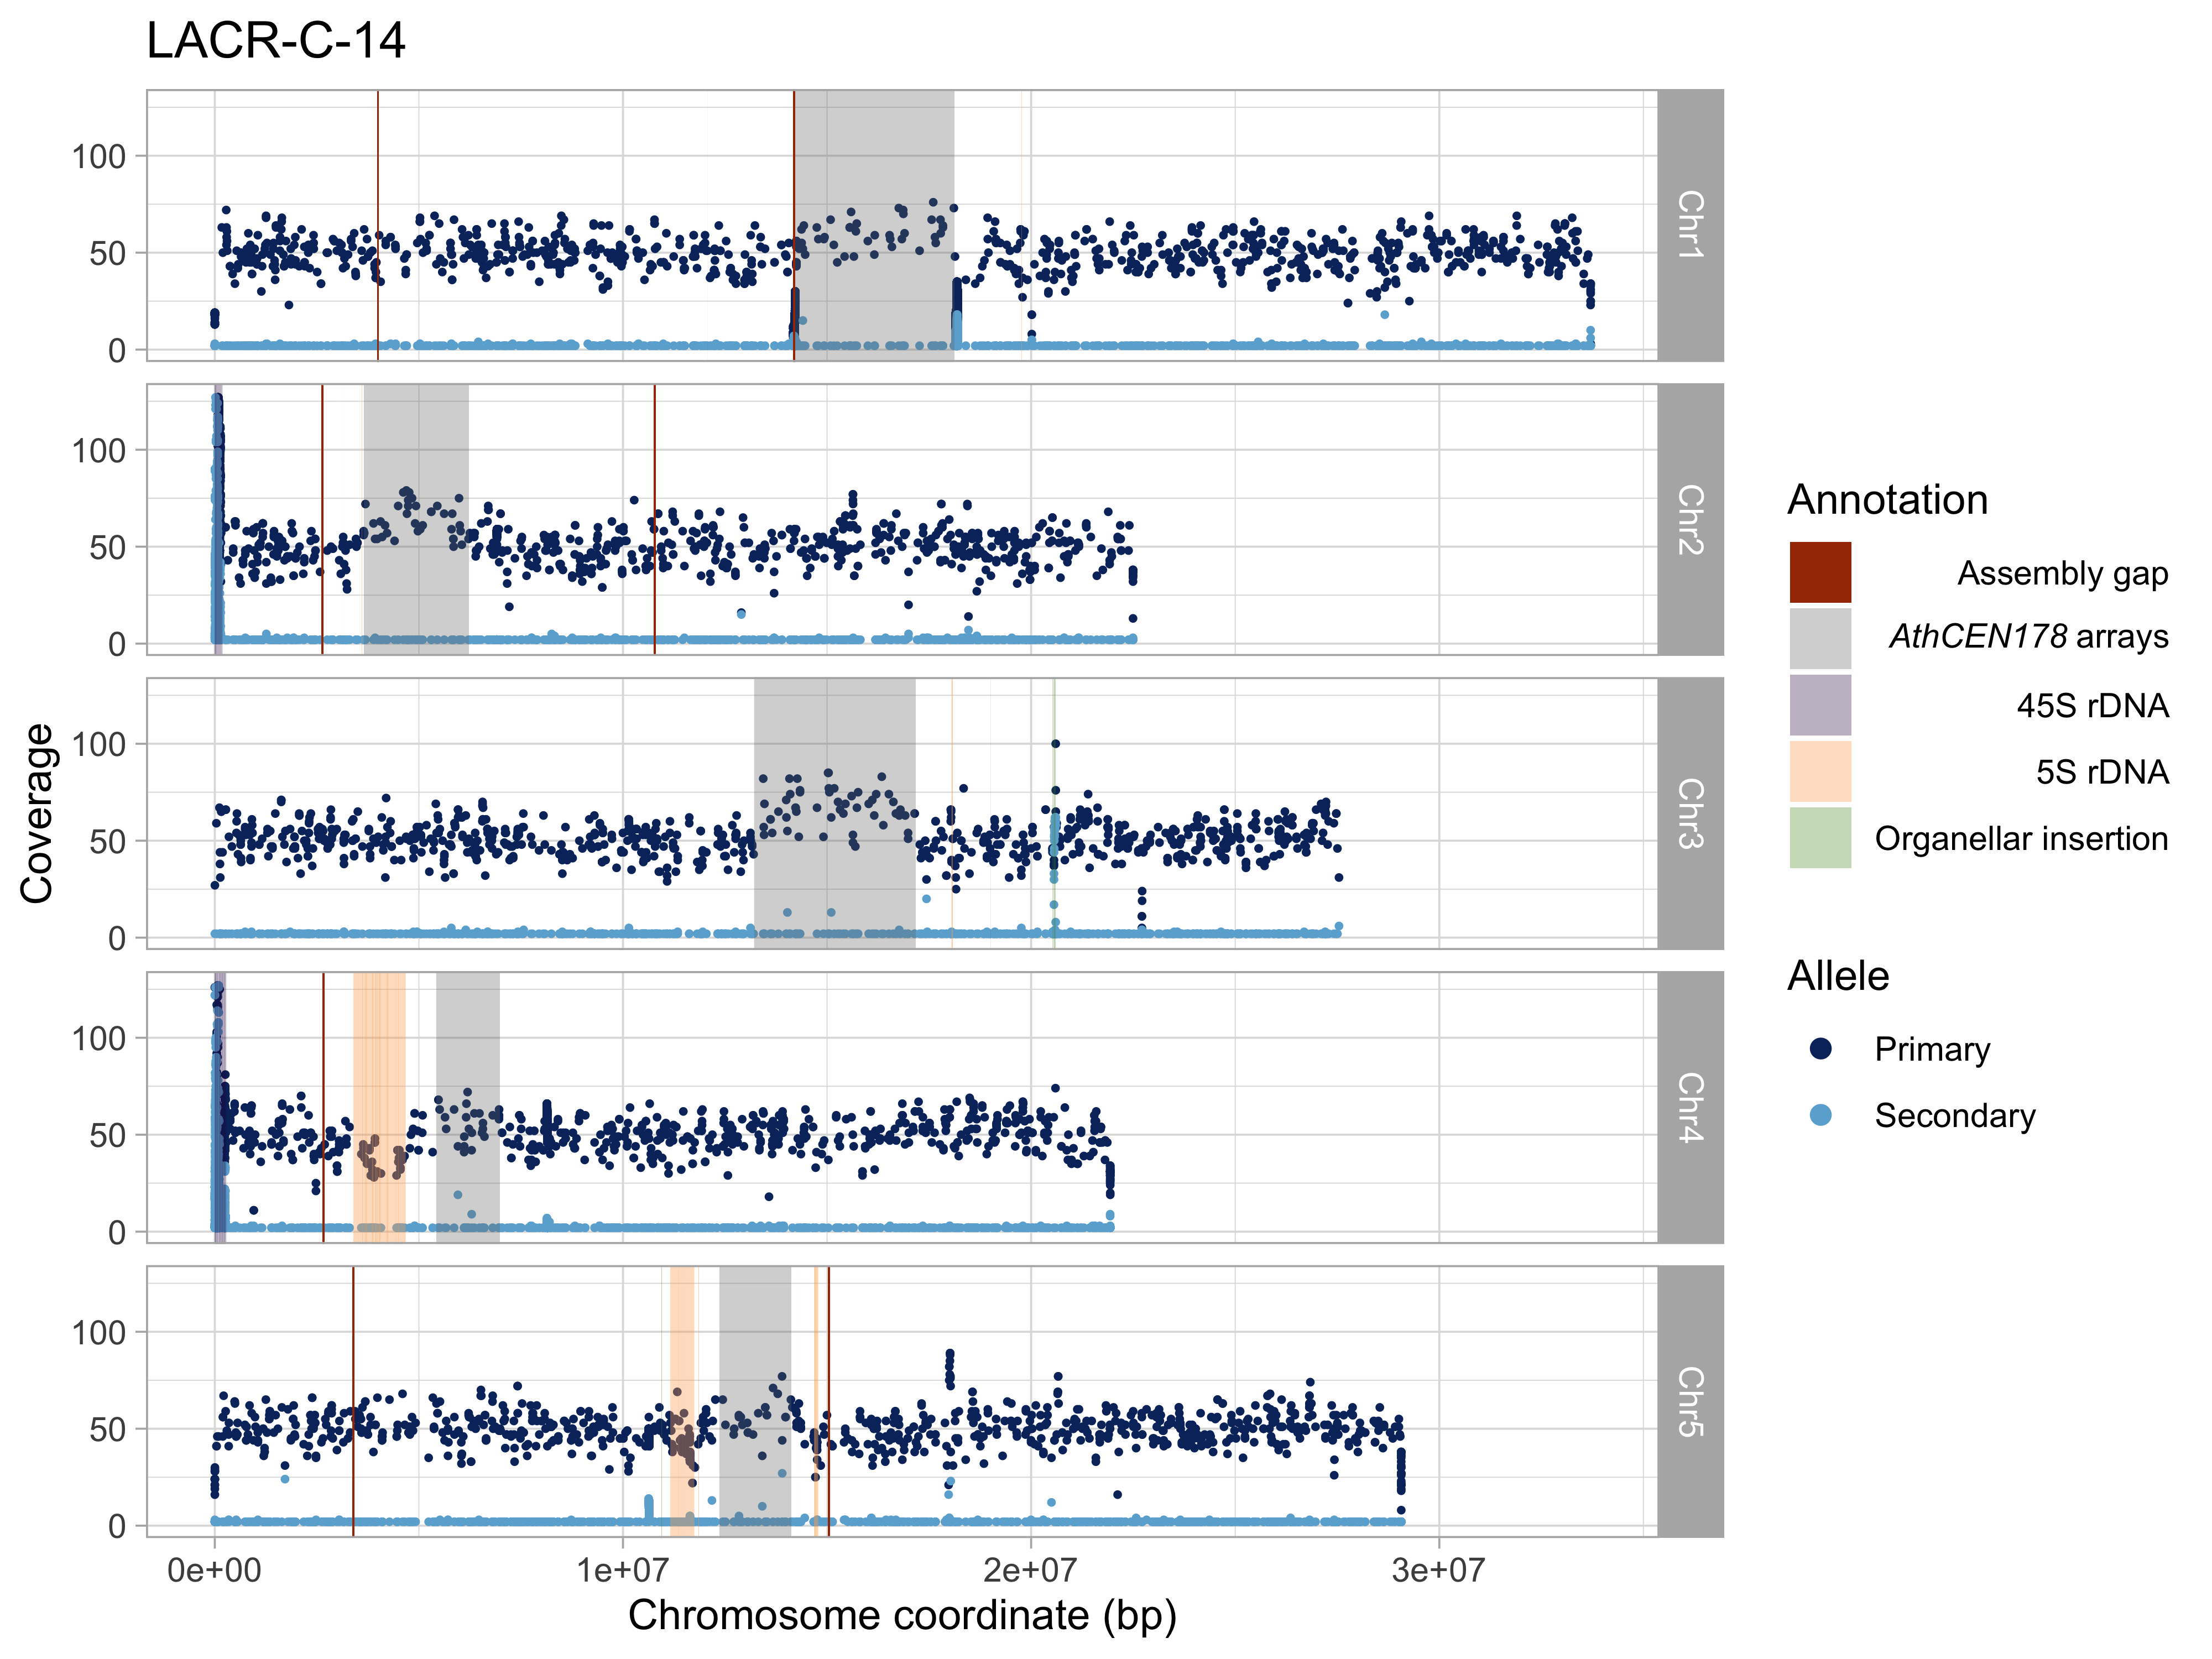 LACR-C-14
100
50
0
Chr1
100
50
0
Chr2
100
50
0
Chr3
100
50
0
Chr4
100
50
0
Chr5
0e+00
1e+07
2e+07
3e+07
Chromosome coordinate (bp)
Coverage
Annotation
Assembly gap
AthCEN178 arrays
45S rDNA
5S rDNA
Organellar insertion
Allele
Primary
Secondary